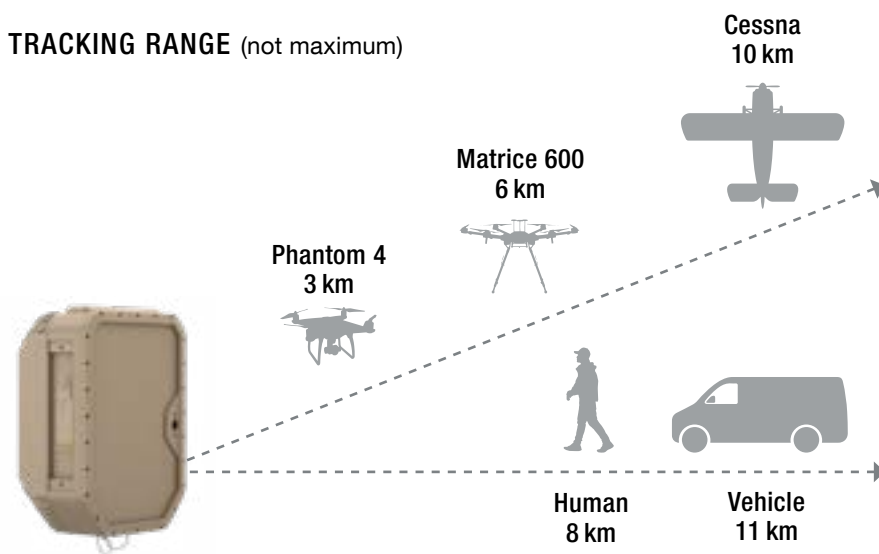 TRACKING RANGE (not maximum)
Cessna
10 km
Matrice 600
6 km
Phantom 4
3 km
Human
8 km
Vehicle
11 km